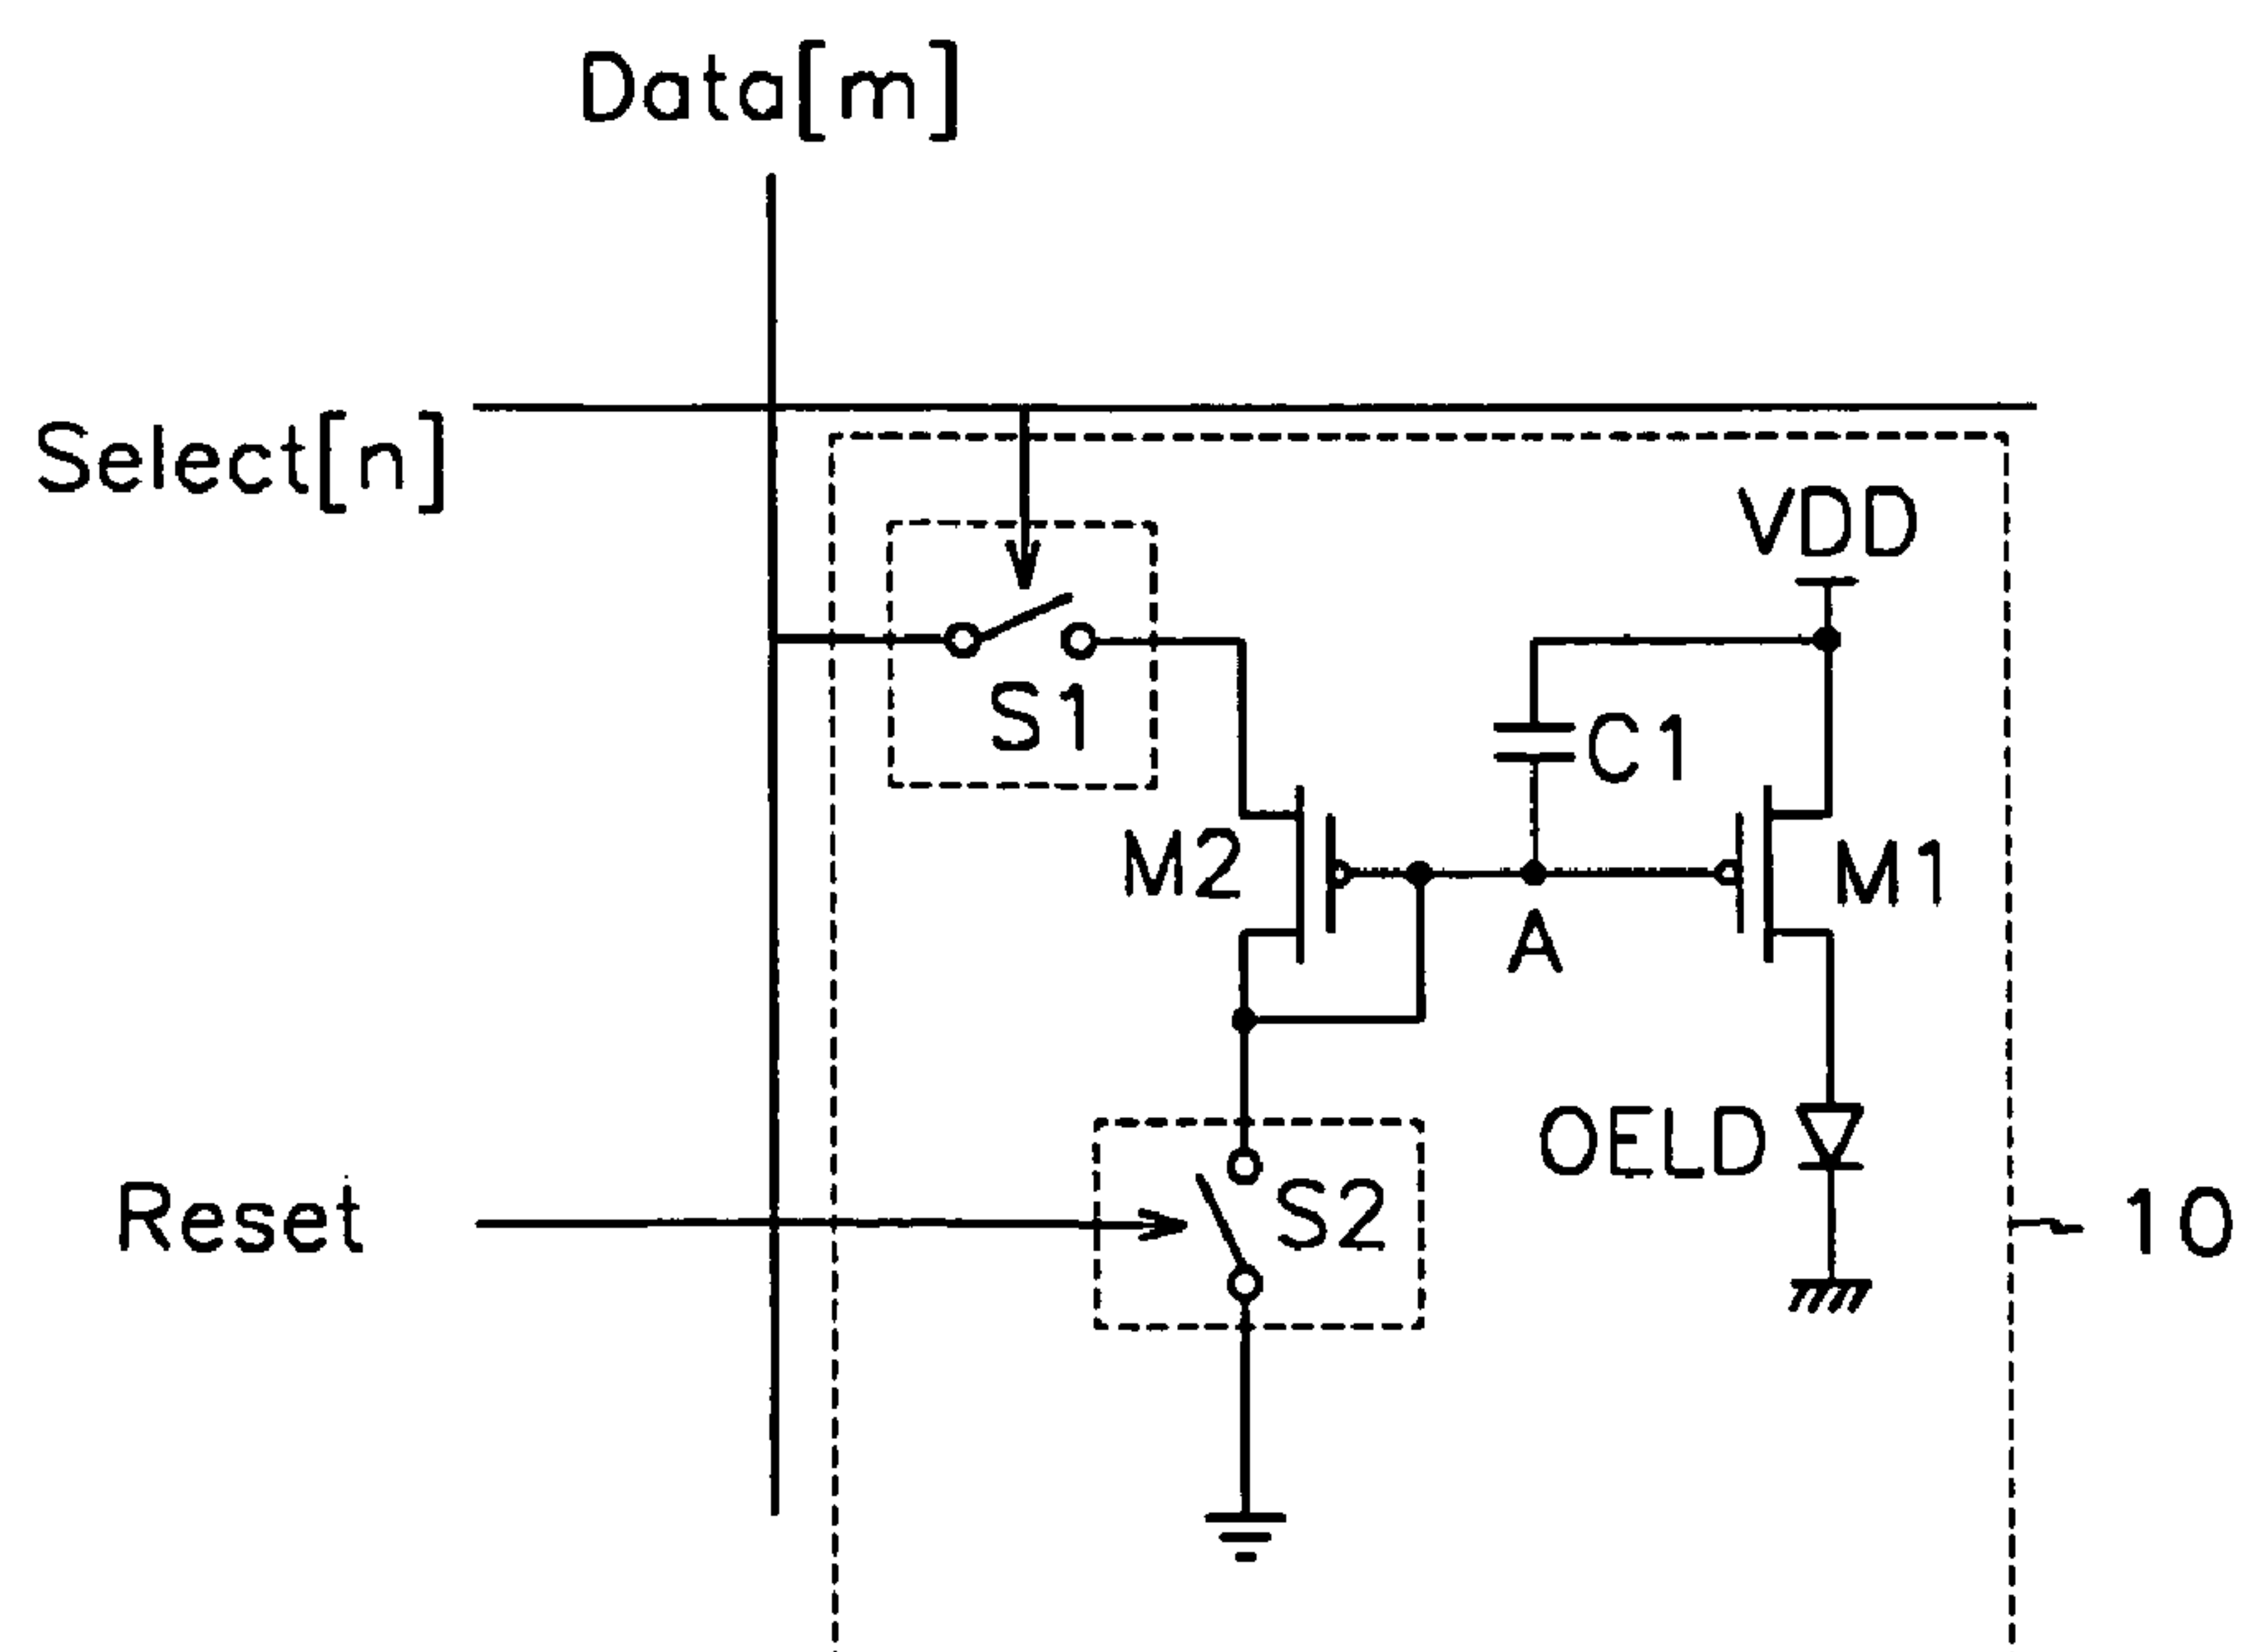 Data[m]
Select[n]
VDD
S1
C1
M2
M1
A
OELD
Reset
S2
10